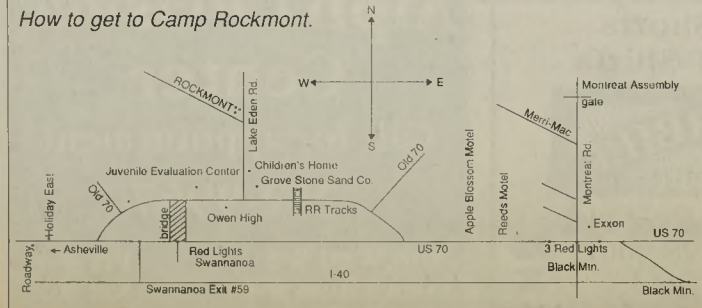 How to get to Camp Rockmont.
N
W
E
S
ROCKMONT
Lake Eden Rd.
Montreat Assembly
gate
Merri-Mac
Montreat Rd.
Old 70
Juvenile Evaluation Center
Children's Home
Grove Stone Sand Co.
Apple Blossom Motel
Reeds Motel
Holiday East
Old 70
bridge
Owen High
RR Tracks
Exxon
US 70
Roadway,
← Asheville
Red Lights
Swannanoa
US 70
3 Red Lights
Black Mtn.
I-40
Swannanoa Exit #59
Black Mtn.